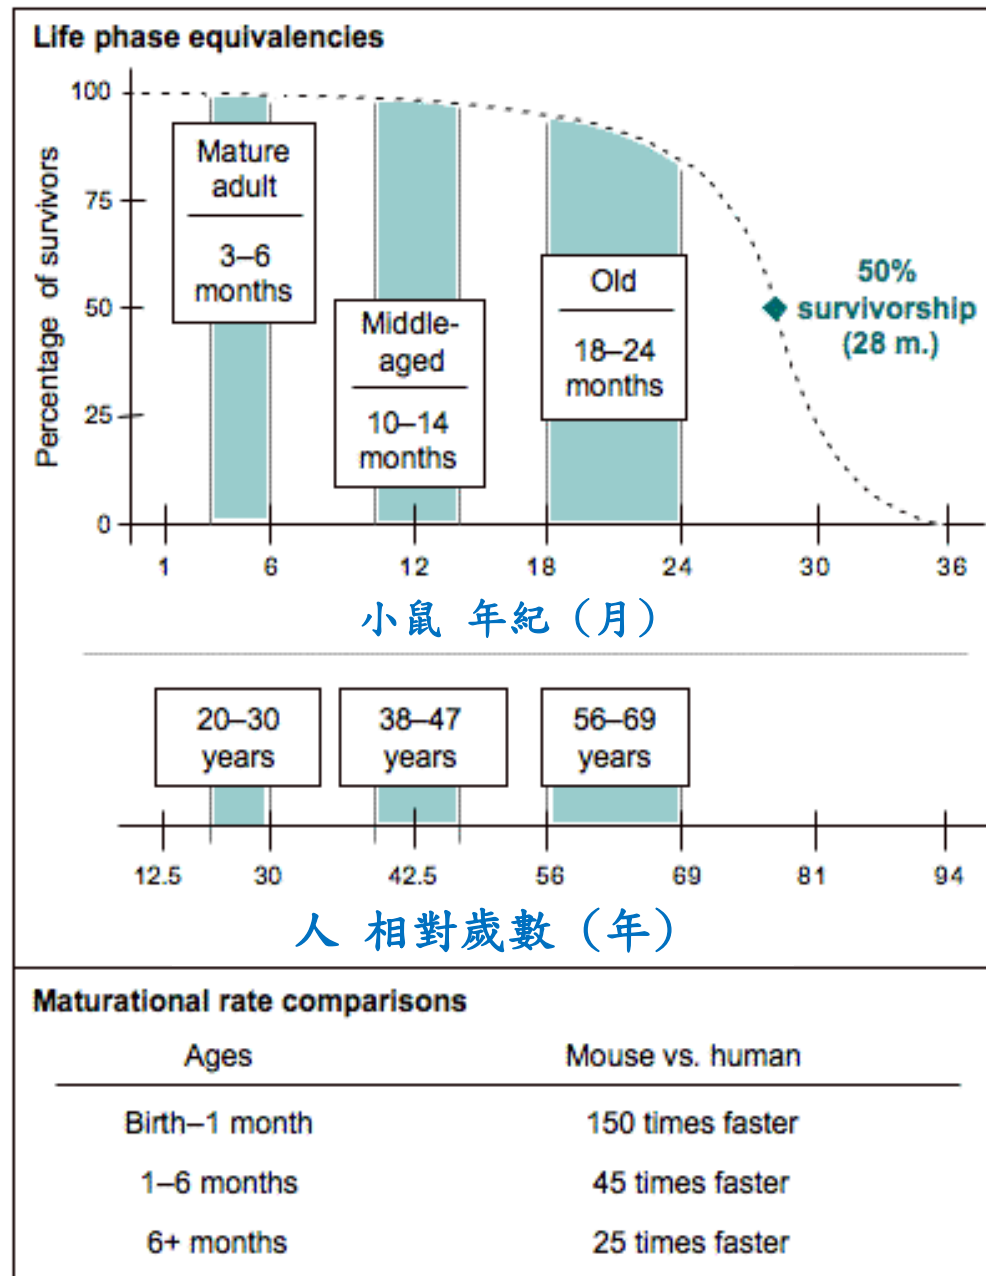 Life phase equivalencies
Percentage of survivors
100
75
50
25
0
Mature
adult
3–6
months
Middle-
aged
10–14
months
Old
18–24
months
50%
survivorship
(28 m.)
1 6 12 18 24 30 36
小鼠 年紀（月）
20–30
years
38–47
years
56–69
years
12.5 30 42.5 56 69 81 94
人 相對歲數（年）
Maturational rate comparisons
Ages Mouse vs. human
Birth–1 month 150 times faster
1–6 months 45 times faster
6+ months 25 times faster